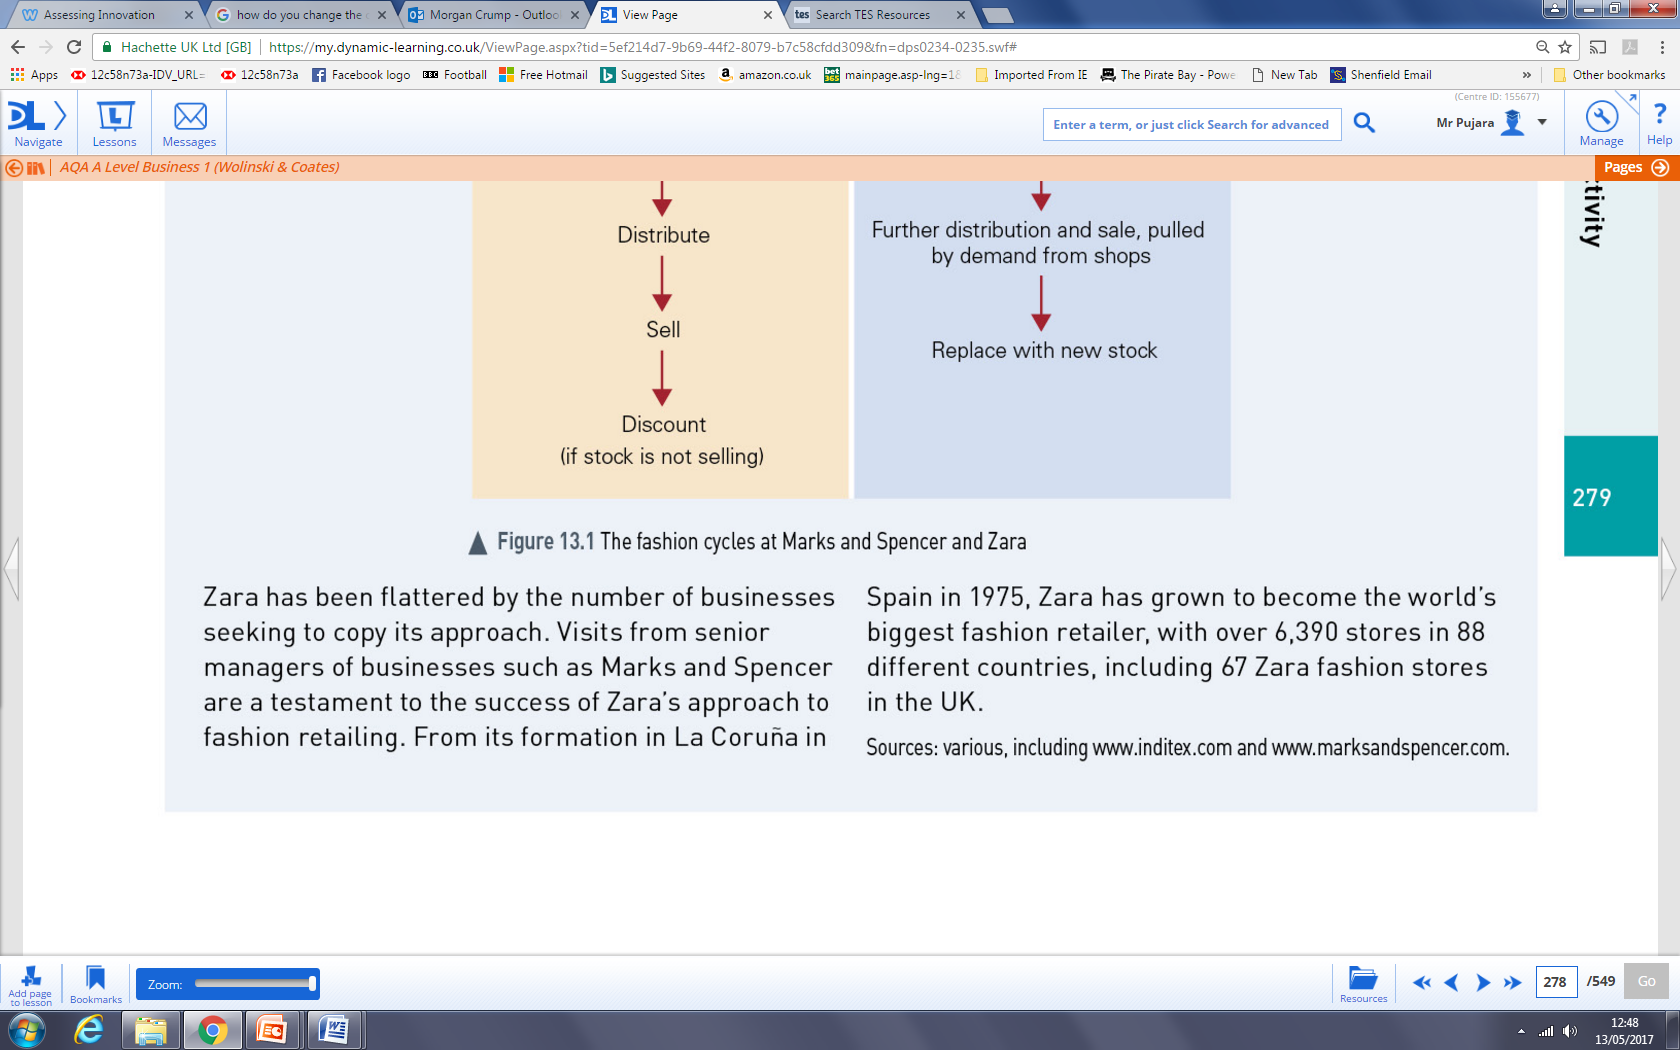 Assessing Innovation
how do you change the
Morgan Crump - Outloo
View Page
Search TES Resources
Hachette UK Ltd [GB]
https://my.dynamic-learning.co.uk/ViewPage.aspx?tid=5ef214d7-9b69-44f2-8079-b7c58cfdd309&fn=dps0234-0235.swf#
Apps
12c58n73a-IDV_URL=
12c58n73a
Facebook logo
BBC Football
Free Hotmail
Suggested Sites
amazon.co.uk
bet365 mainpage.asp-lng=18
Imported From IE
The Pirate Bay - Powe
New Tab
Shenfield Email
»
Other bookmarks
DL
Navigate
Lessons
Messages
Enter a term, or just click Search for advanced
(Centre ID: 155677)
Mr Pujara
Manage
? Help
AQA A Level Business 1 (Wolinski & Coates)
Pages
tivity
Distribute
Sell
Discount
(if stock is not selling)
Further distribution and sale, pulled
by demand from shops
Replace with new stock
279
Figure 13.1 The fashion cycles at Marks and Spencer and Zara
Zara has been flattered by the number of businesses
seeking to copy its approach. Visits from senior
managers of businesses such as Marks and Spencer
are a testament to the success of Zara's approach to
fashion retailing. From its formation in La Coruña in
Spain in 1975, Zara has grown to become the world's
biggest fashion retailer, with over 6,390 stores in 88
different countries, including 67 Zara fashion stores
in the UK.
Sources: various, including www.inditex.com and www.marksandspencer.com.
Add page
to lesson
Bookmarks
Zoom:
Resources
278
/549
Go
12:48
13/05/2017